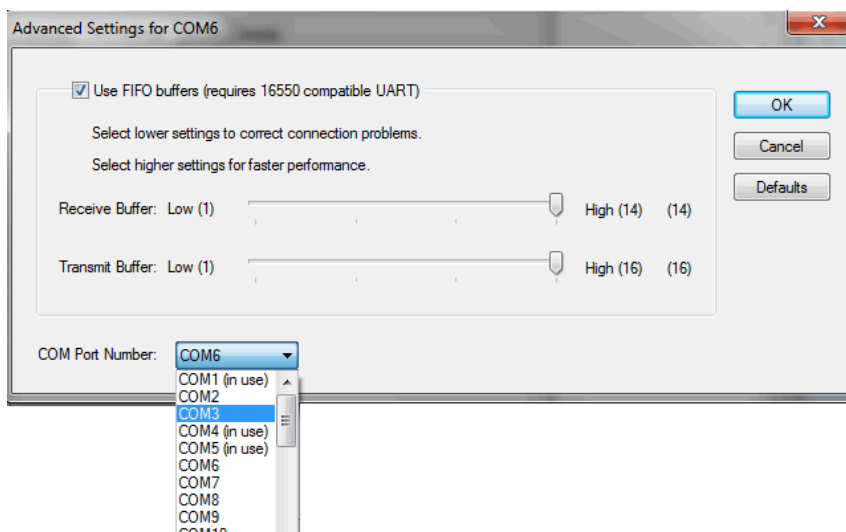 Advanced Settings for COM6
Use FIFO buffers (requires 16550 compatible UART)
OK
Select lower settings to correct connection problems.
Cancel
Select higher settings for faster performance.
Defaults
Receive Buffer: Low (1) High (14) (14)
Transmit Buffer: Low (1) High (16) (16)
COM Port Number: COM6
COM1 (in use)
COM2
COM3
COM4 (in use)
COM5 (in use)
COM6
COM7
COM8
COM9
COM10